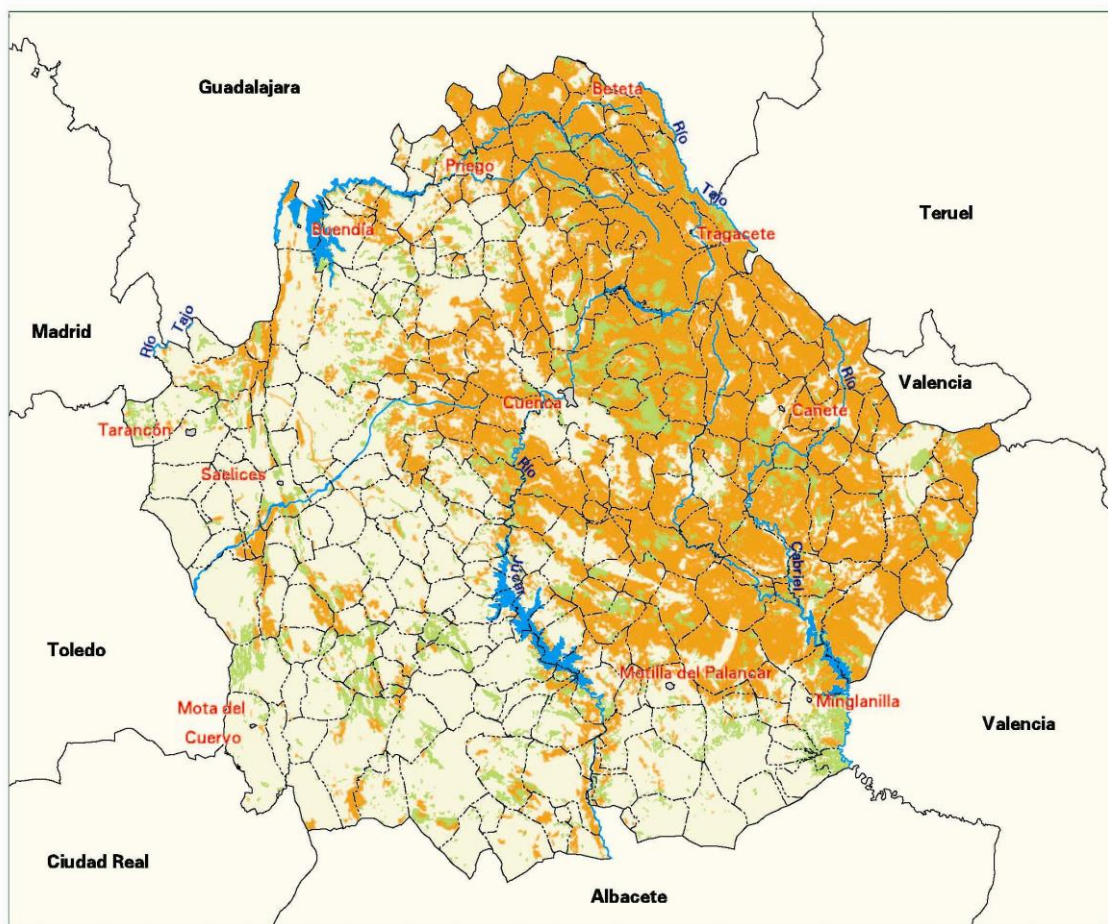 Guadalajara
Beteta
Río
Priego
Tajo
Teruel
Buendía
Tragacete
Madrid
Río
Tajo
Río
Valencia
Cuenca
Cañete
Tarancón
Saelices
Río
Cabriel
Júcar
Toledo
Motilla del Palancar
Minglanilla
Mota del
Cuervo
Valencia
Ciudad Real
Albacete